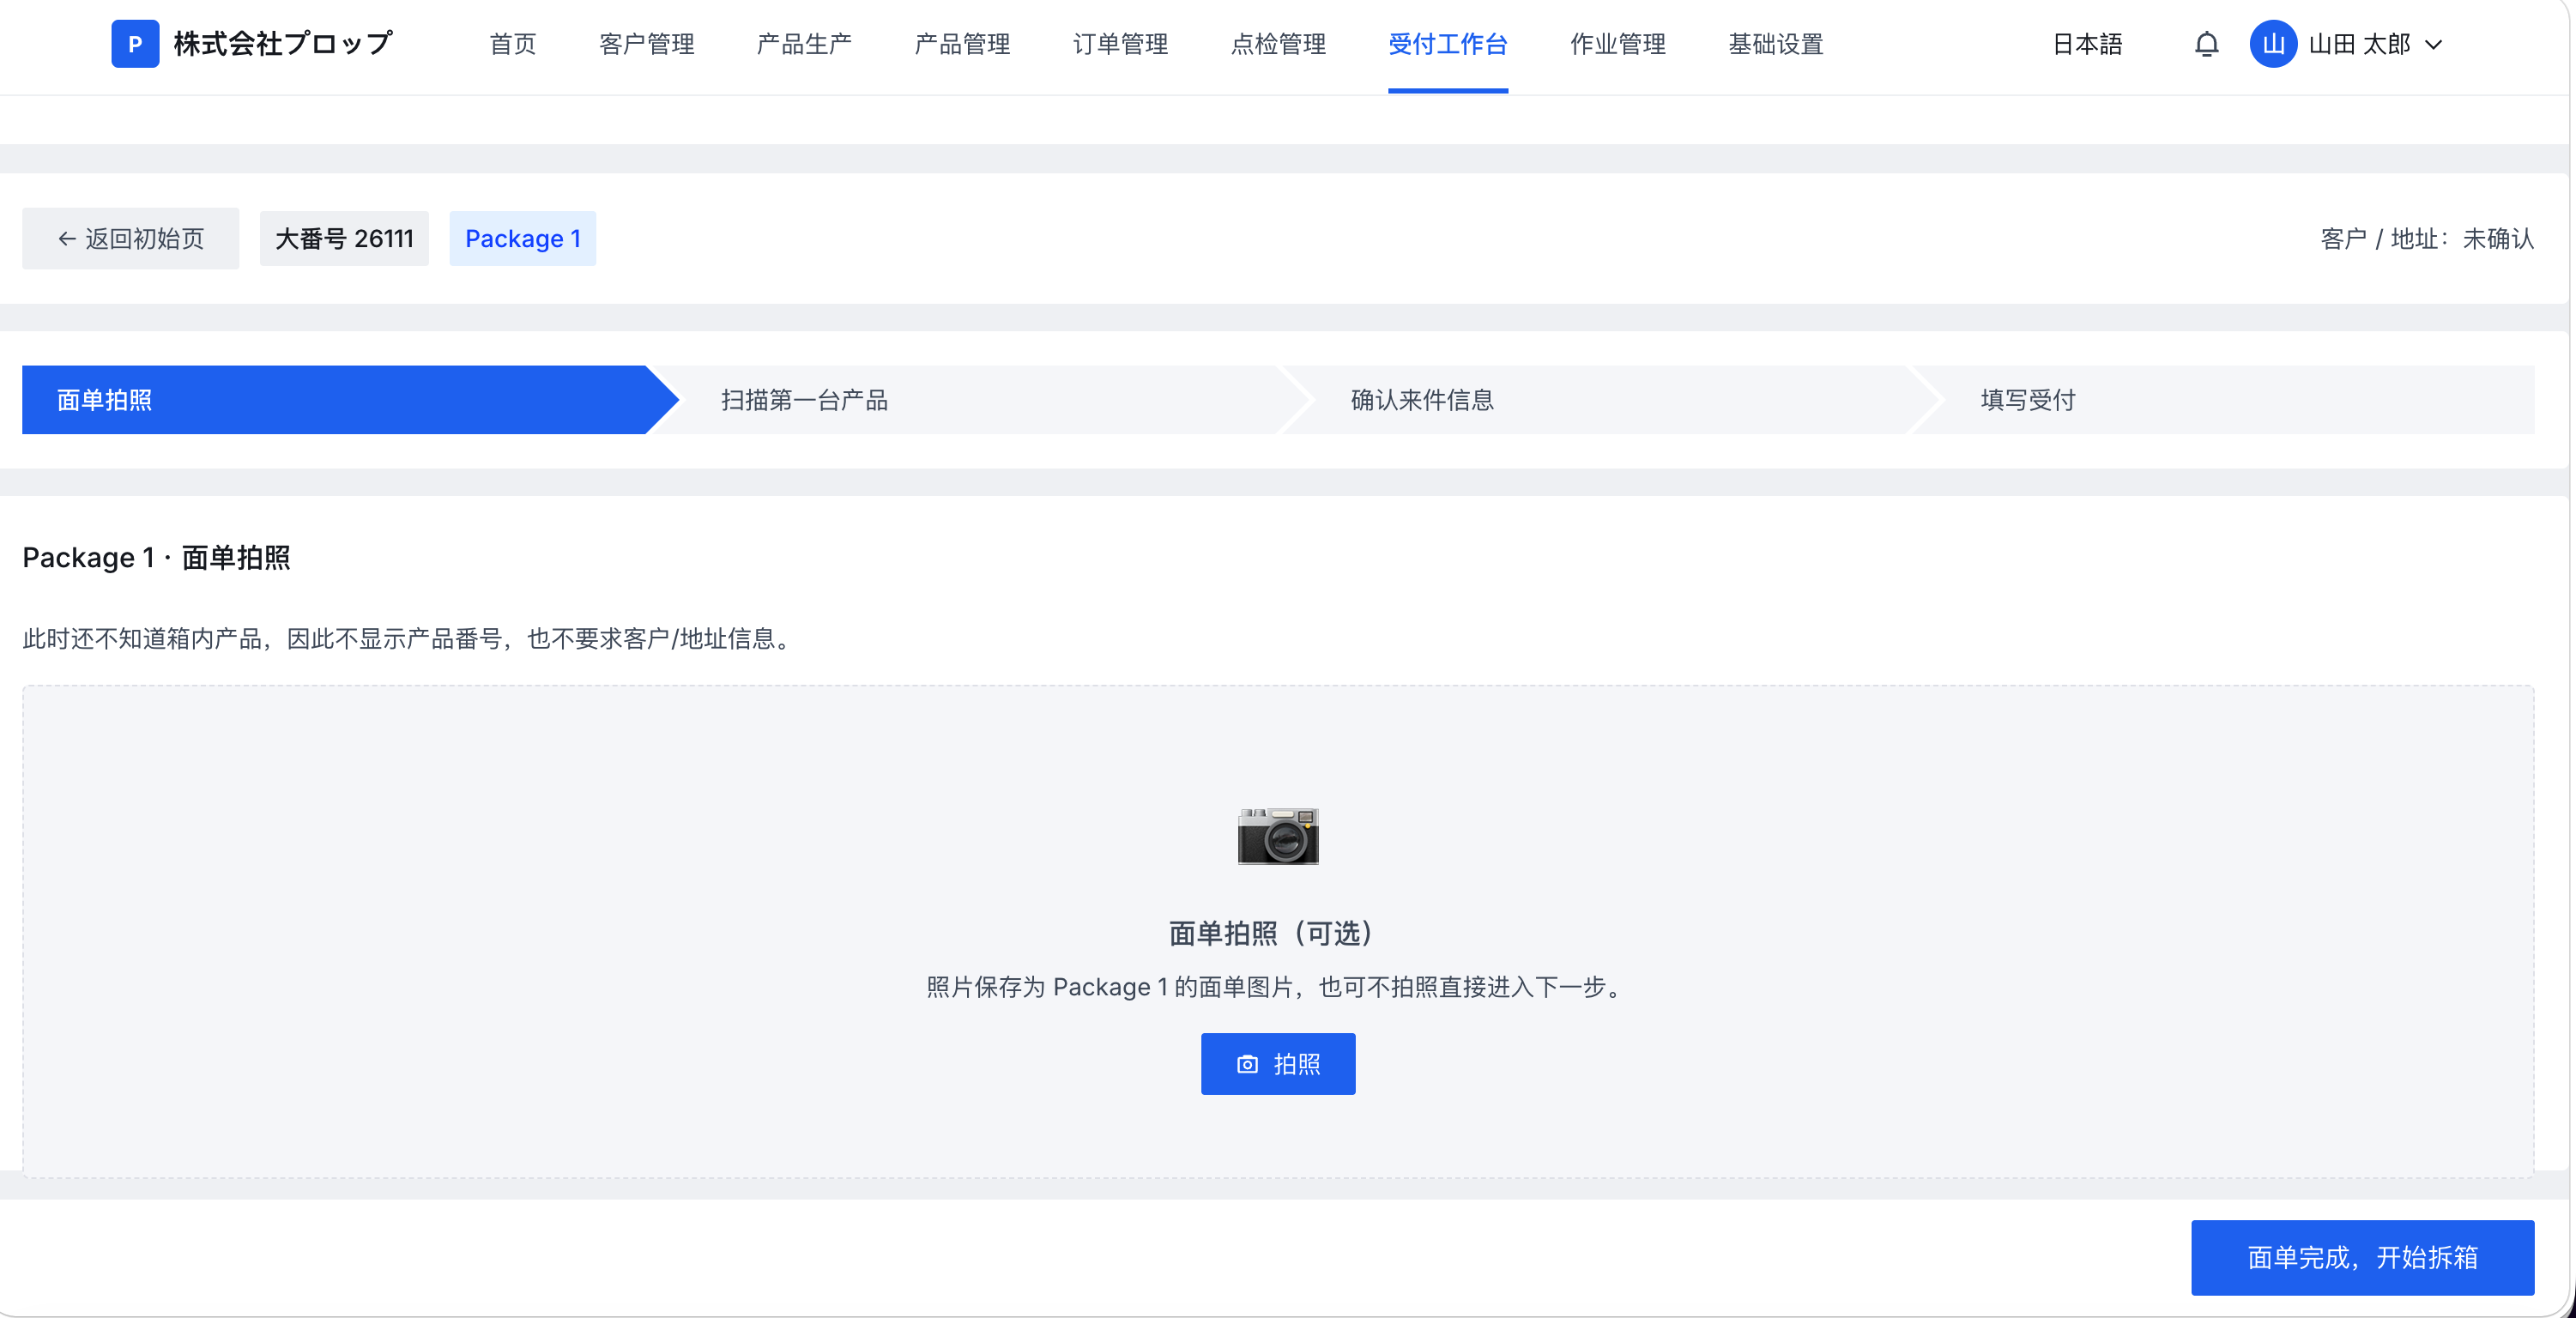 P 株式会社プロップ 首页 客户管理 产品生产 产品管理 订单管理 点检管理 受付工作台 作业管理 基础设置 日本語 山 山田 太郎
← 返回初始页 大番号 26111 Package 1 客户 / 地址：未确认
面单拍照 扫描第一台产品 确认来件信息 填写受付
Package 1 · 面单拍照
此时还不知道箱内产品，因此不显示产品番号，也不要求客户/地址信息。
面单拍照（可选）
照片保存为 Package 1 的面单图片，也可不拍照直接进入下一步。
拍照
面单完成，开始拆箱